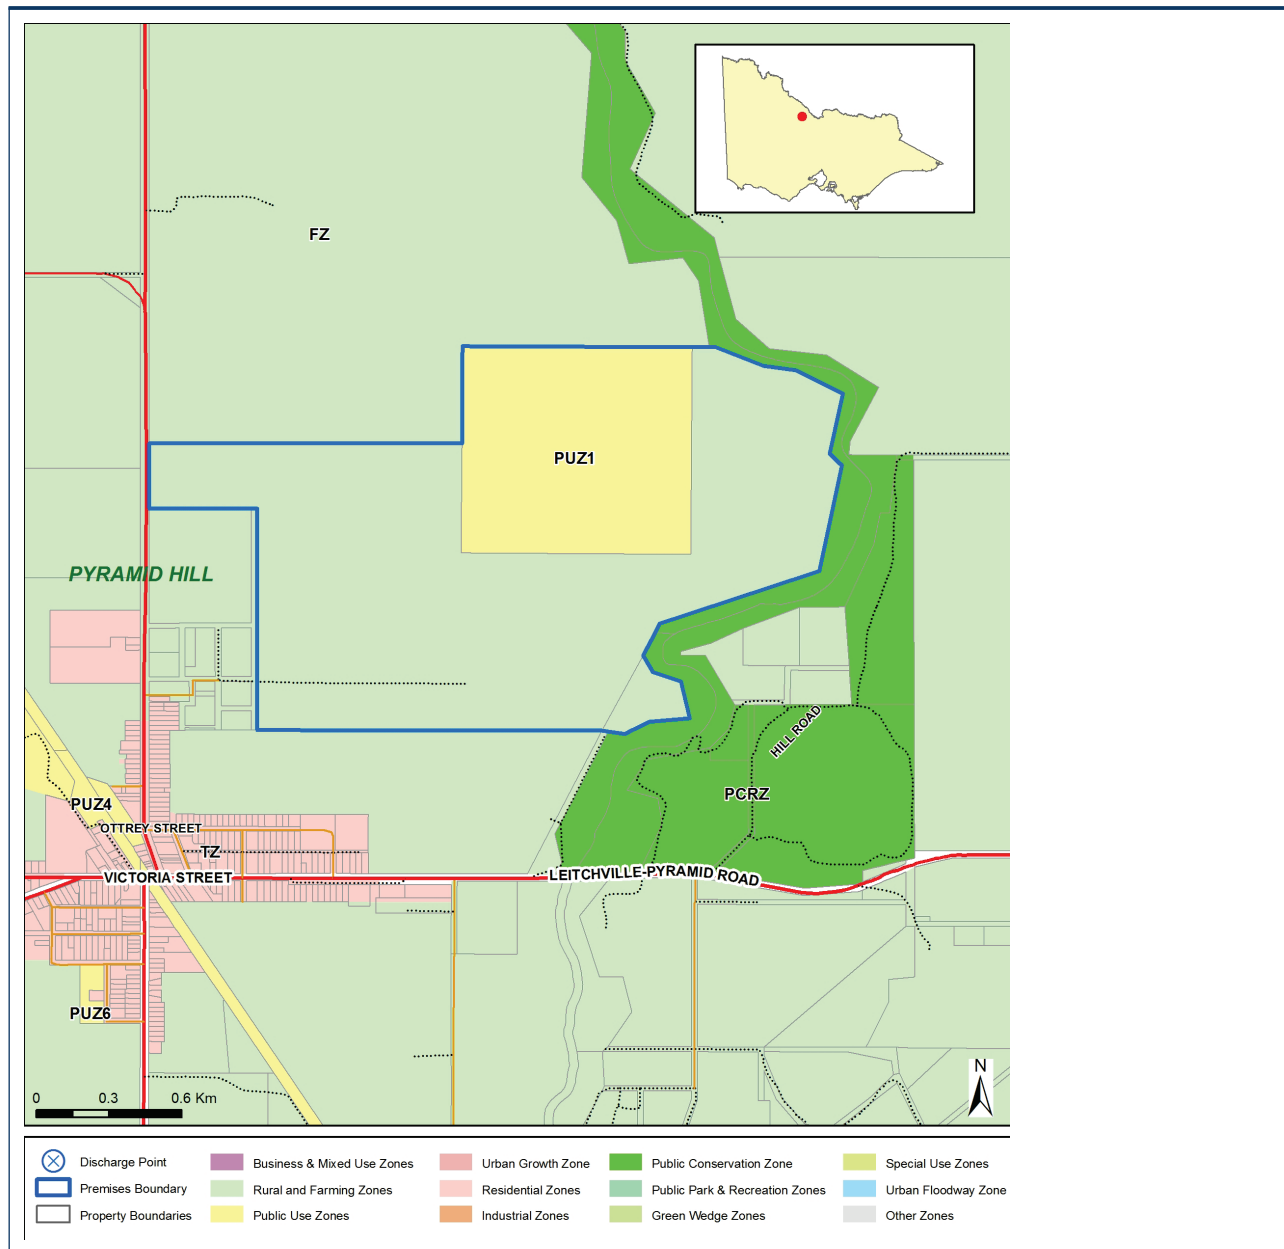 FZ
PUZ1
PYRAMID HILL
HILL ROAD
PCRZ
PUZ4
OTTREY STREET
TZ
VICTORIA STREET
LEITCHVILLE-PYRAMID ROAD
PUZ6
N
0 0.3 0.6 Km
Discharge Point
Premises Boundary
Property Boundaries
Business & Mixed Use Zones
Rural and Farming Zones
Public Use Zones
Urban Growth Zone
Residential Zones
Industrial Zones
Public Conservation Zone
Public Park & Recreation Zones
Green Wedge Zones
Special Use Zones
Urban Floodway Zone
Other Zones